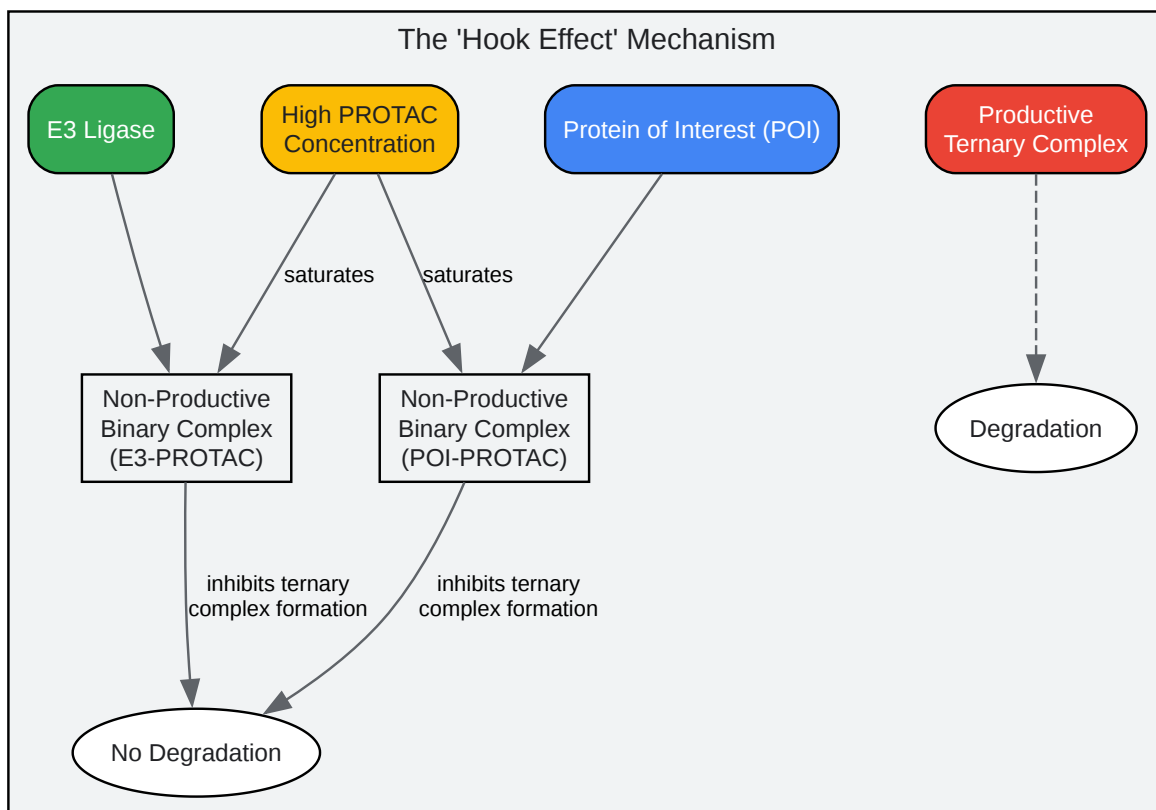 The 'Hook Effect' Mechanism
E3 Ligase
High PROTAC
Concentration
Protein of Interest (POI)
Productive
Ternary Complex
saturates
saturates
Non-Productive
Binary Complex
(E3-PROTAC)
Non-Productive
Binary Complex
(POI-PROTAC)
Degradation
inhibits ternary
complex formation
inhibits ternary
complex formation
No Degradation